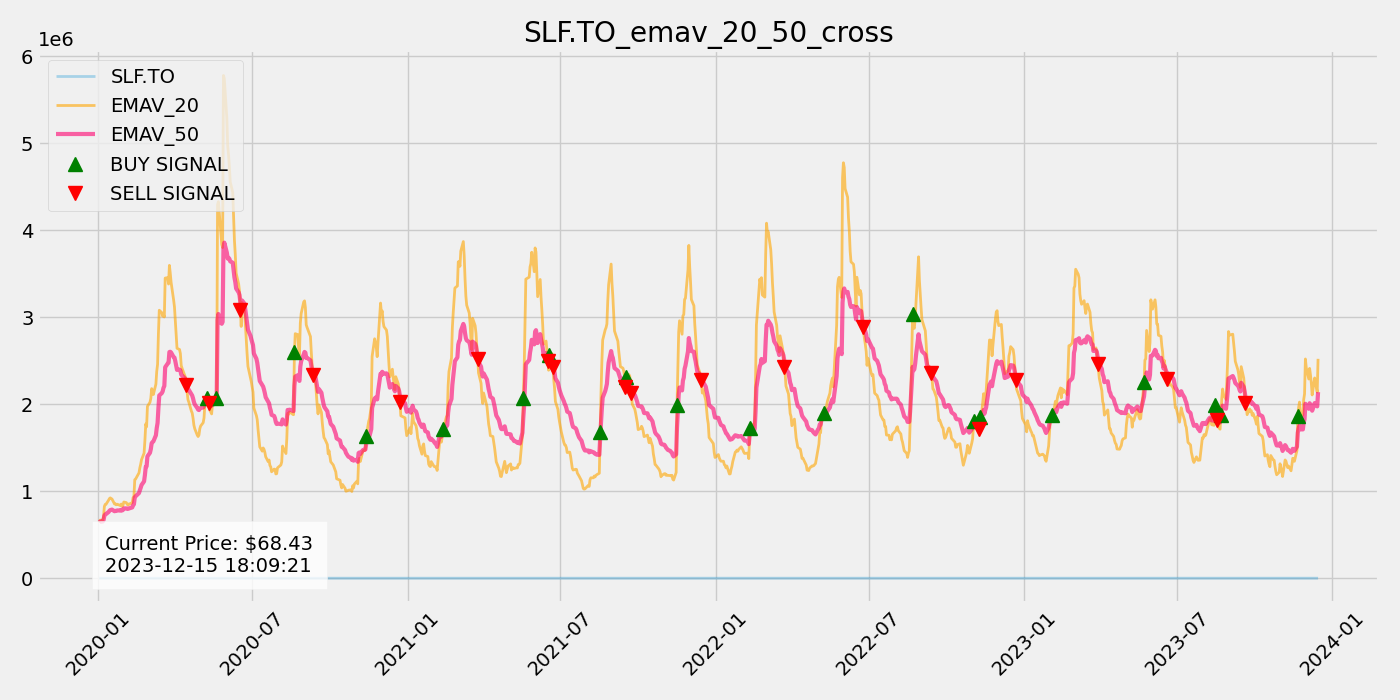 SLF.TO_emav_20_50_cross
1e6
6
5
4
3
2
1
0
SLF.TO
EMAV_20
EMAV_50
BUY SIGNAL
SELL SIGNAL
Current Price: $68.43
2023-12-15 18:09:21
2020-01
2020-07
2021-01
2021-07
2022-01
2022-07
2023-01
2023-07
2024-01